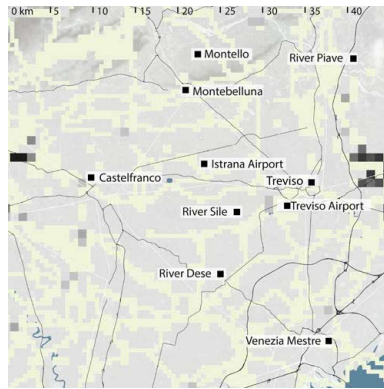 0 km 5 10 15 20 25 30 35 40
Montello
River Piave
Montebelluna
Istrana Airport
Castelfranco
Treviso
River Sile
Treviso Airport
River Dese
Venezia Mestre